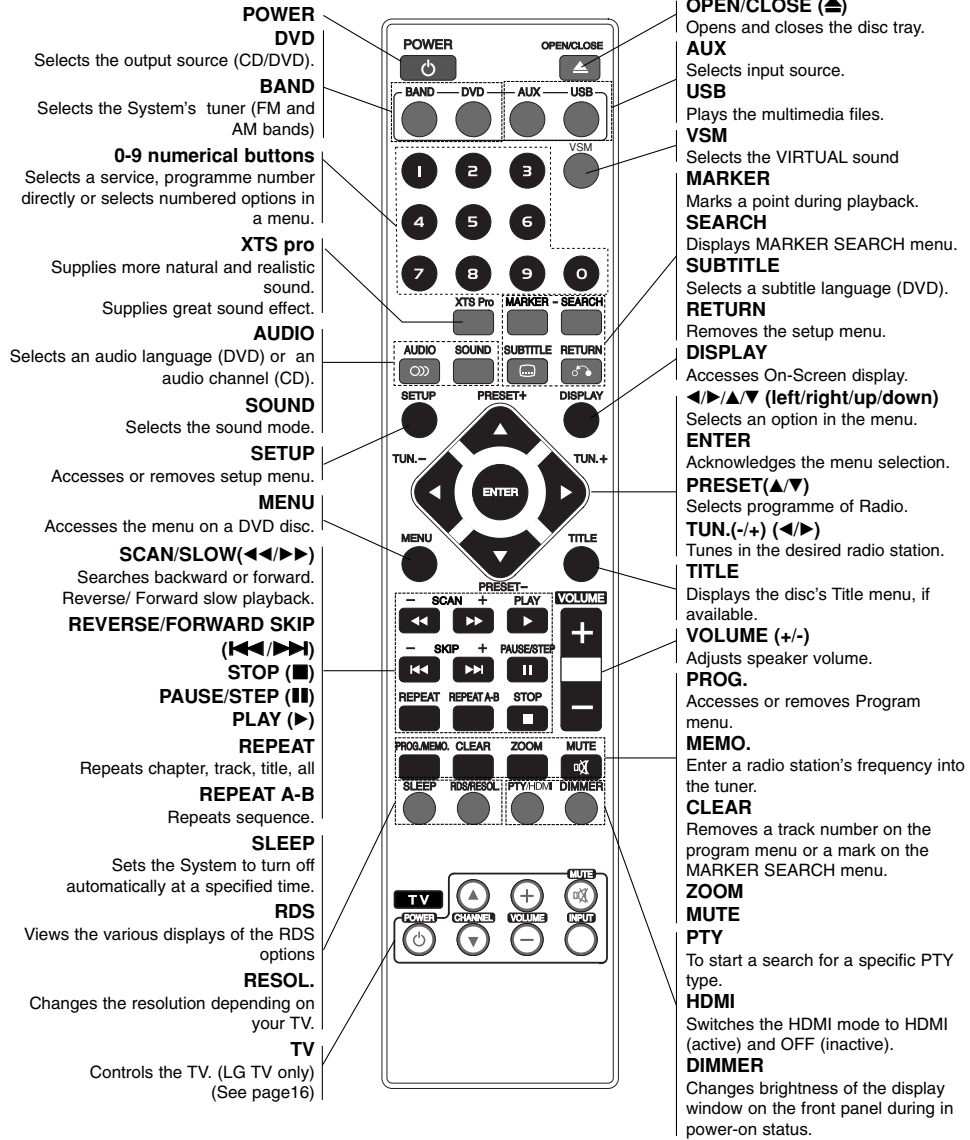 POWER
DVD
Selects the output source (CD/DVD).
BAND
Selects the System's tuner (FM and
AM bands)
0-9 numerical buttons
Selects a service, programme number
directly or selects numbered options in
a menu.
XTS pro
Supplies more natural and realistic
sound.
Supplies great sound effect.
AUDIO
Selects an audio language (DVD) or an
audio channel (CD).
SOUND
Selects the sound mode.
SETUP
Accesses or removes setup menu.
MENU
Accesses the menu on a DVD disc.
SCAN/SLOW(◀◀/▶▶)
Searches backward or forward.
Reverse/ Forward slow playback.
REVERSE/FORWARD SKIP
(|◀◀ /▶▶|)
STOP (■)
PAUSE/STEP (❚❚)
PLAY (▶)
REPEAT
Repeats chapter, track, title, all
REPEAT A-B
Repeats sequence.
SLEEP
Sets the System to turn off
automatically at a specified time.
RDS
Views the various displays of the RDS
options
RESOL.
Changes the resolution depending on
your TV.
TV
Controls the TV. (LG TV only)
(See page16)
POWER OPEN/CLOSE
BAND DVD AUX USB
VSM
1 2 3
4 5 6
7 8 9 0
XTS Pro MARKER - SEARCH
AUDIO SOUND SUBTITLE RETURN
SETUP PRESET+ DISPLAY
TUN.- TUN.+
ENTER
MENU TITLE
PRESET-
- SCAN + PLAY VOLUME
+
- SKIP + PAUSE/STEP
-
REPEAT REPEAT A-B STOP
PROG./MEMO. CLEAR ZOOM MUTE
SLEEP RDS/RESOL. PTY/HDMI DIMMER
MUTE
TV
+
POWER CHANNEL VOLUME INPUT
-
OPEN/CLOSE (⏏)
Opens and closes the disc tray.
AUX
Selects input source.
USB
Plays the multimedia files.
VSM
Selects the VIRTUAL sound
MARKER
Marks a point during playback.
SEARCH
Displays MARKER SEARCH menu.
SUBTITLE
Selects a subtitle language (DVD).
RETURN
Removes the setup menu.
DISPLAY
Accesses On-Screen display.
◀/▶/▲/▼ (left/right/up/down)
Selects an option in the menu.
ENTER
Acknowledges the menu selection.
PRESET(▲/▼)
Selects programme of Radio.
TUN.(-/+) (◀/▶)
Tunes in the desired radio station.
TITLE
Displays the disc's Title menu, if
available.
VOLUME (+/-)
Adjusts speaker volume.
PROG.
Accesses or removes Program
menu.
MEMO.
Enter a radio station's frequency into
the tuner.
CLEAR
Removes a track number on the
program menu or a mark on the
MARKER SEARCH menu.
ZOOM
MUTE
PTY
To start a search for a specific PTY
type.
HDMI
Switches the HDMI mode to HDMI
(active) and OFF (inactive).
DIMMER
Changes brightness of the display
window on the front panel during in
power-on status.